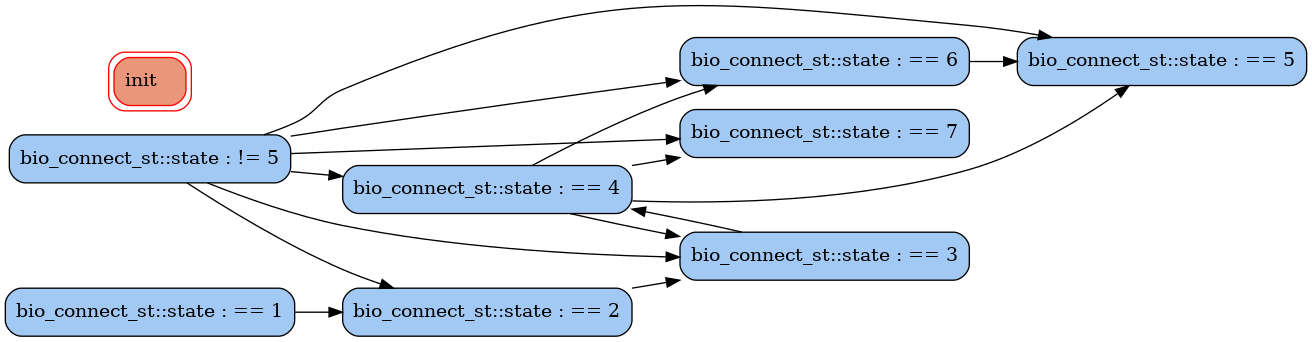 init
bio_connect_st::state : != 5
bio_connect_st::state : == 1
bio_connect_st::state : == 4
bio_connect_st::state : == 2
bio_connect_st::state : == 6
bio_connect_st::state : == 7
bio_connect_st::state : == 3
bio_connect_st::state : == 5